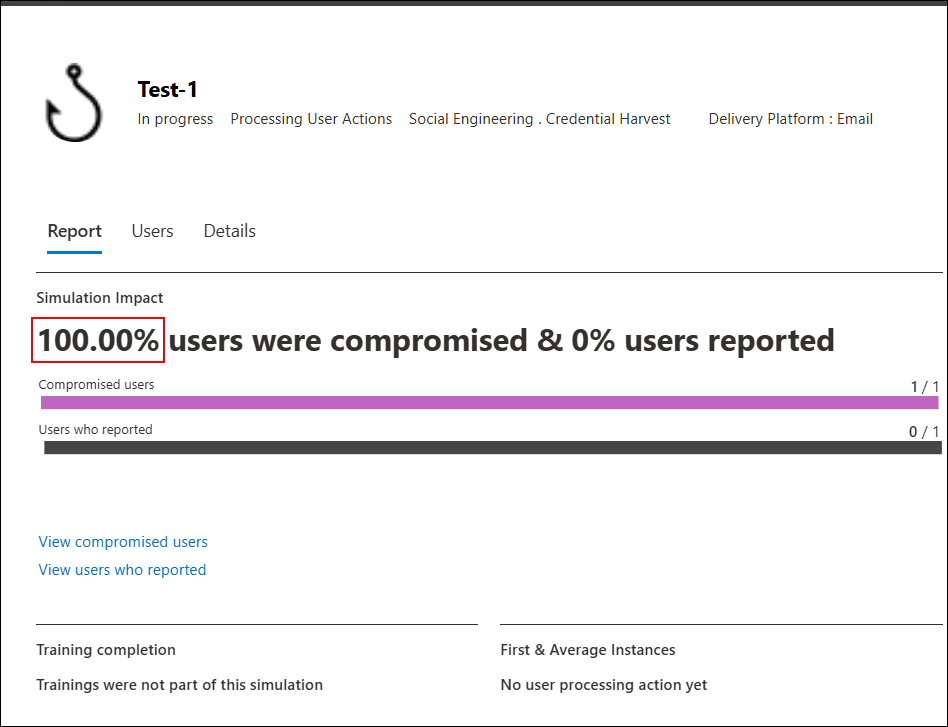 Test-1
In progress Processing User Actions Social Engineering . Credential Harvest Delivery Platform : Email
Report Users Details
Simulation Impact
100.00% users were compromised & 0% users reported
Compromised users 1 / 1
Users who reported 0 / 1
View compromised users
View users who reported
Training completion
Trainings were not part of this simulation
First & Average Instances
No user processing action yet